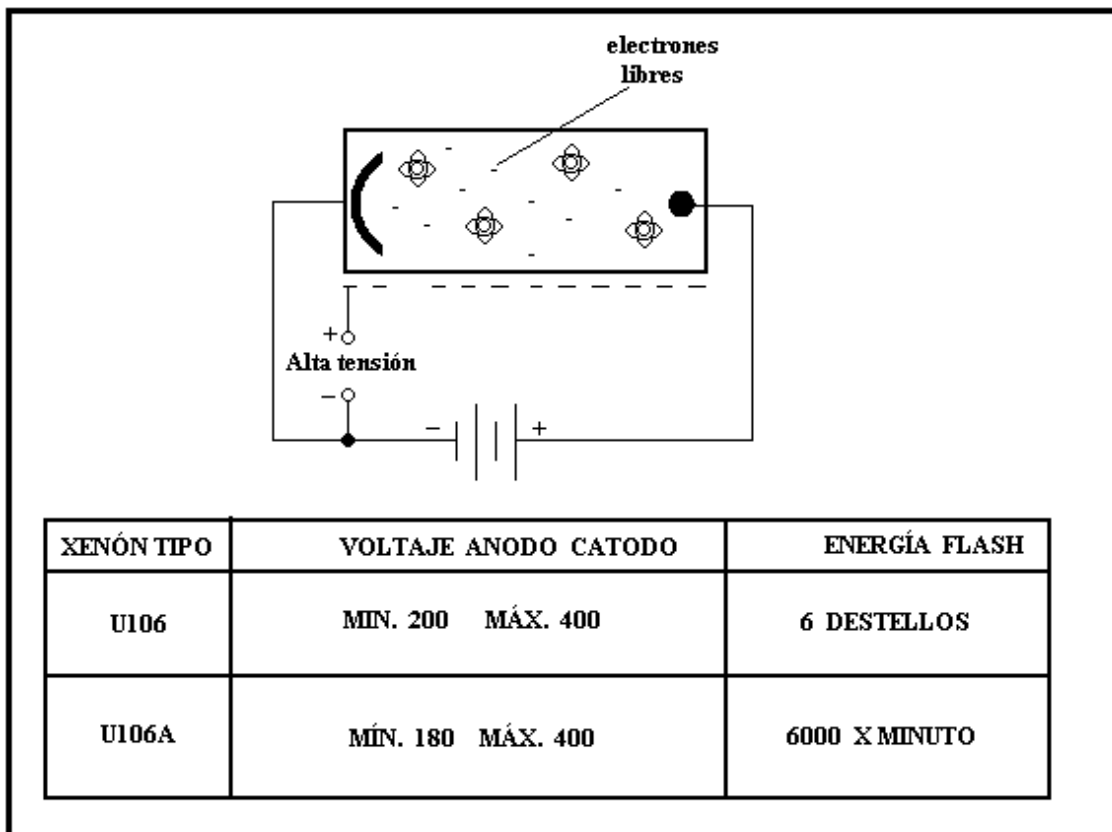 electrones
libres
+
Alta tensión
–
– +
XENÓN TIPO VOLTAJE ANODO CATODO ENERGÍA FLASH
U106 MIN. 200 MÁX. 400 6 DESTELLOS
U106A MÍN. 180 MÁX. 400 6000 X MINUTO